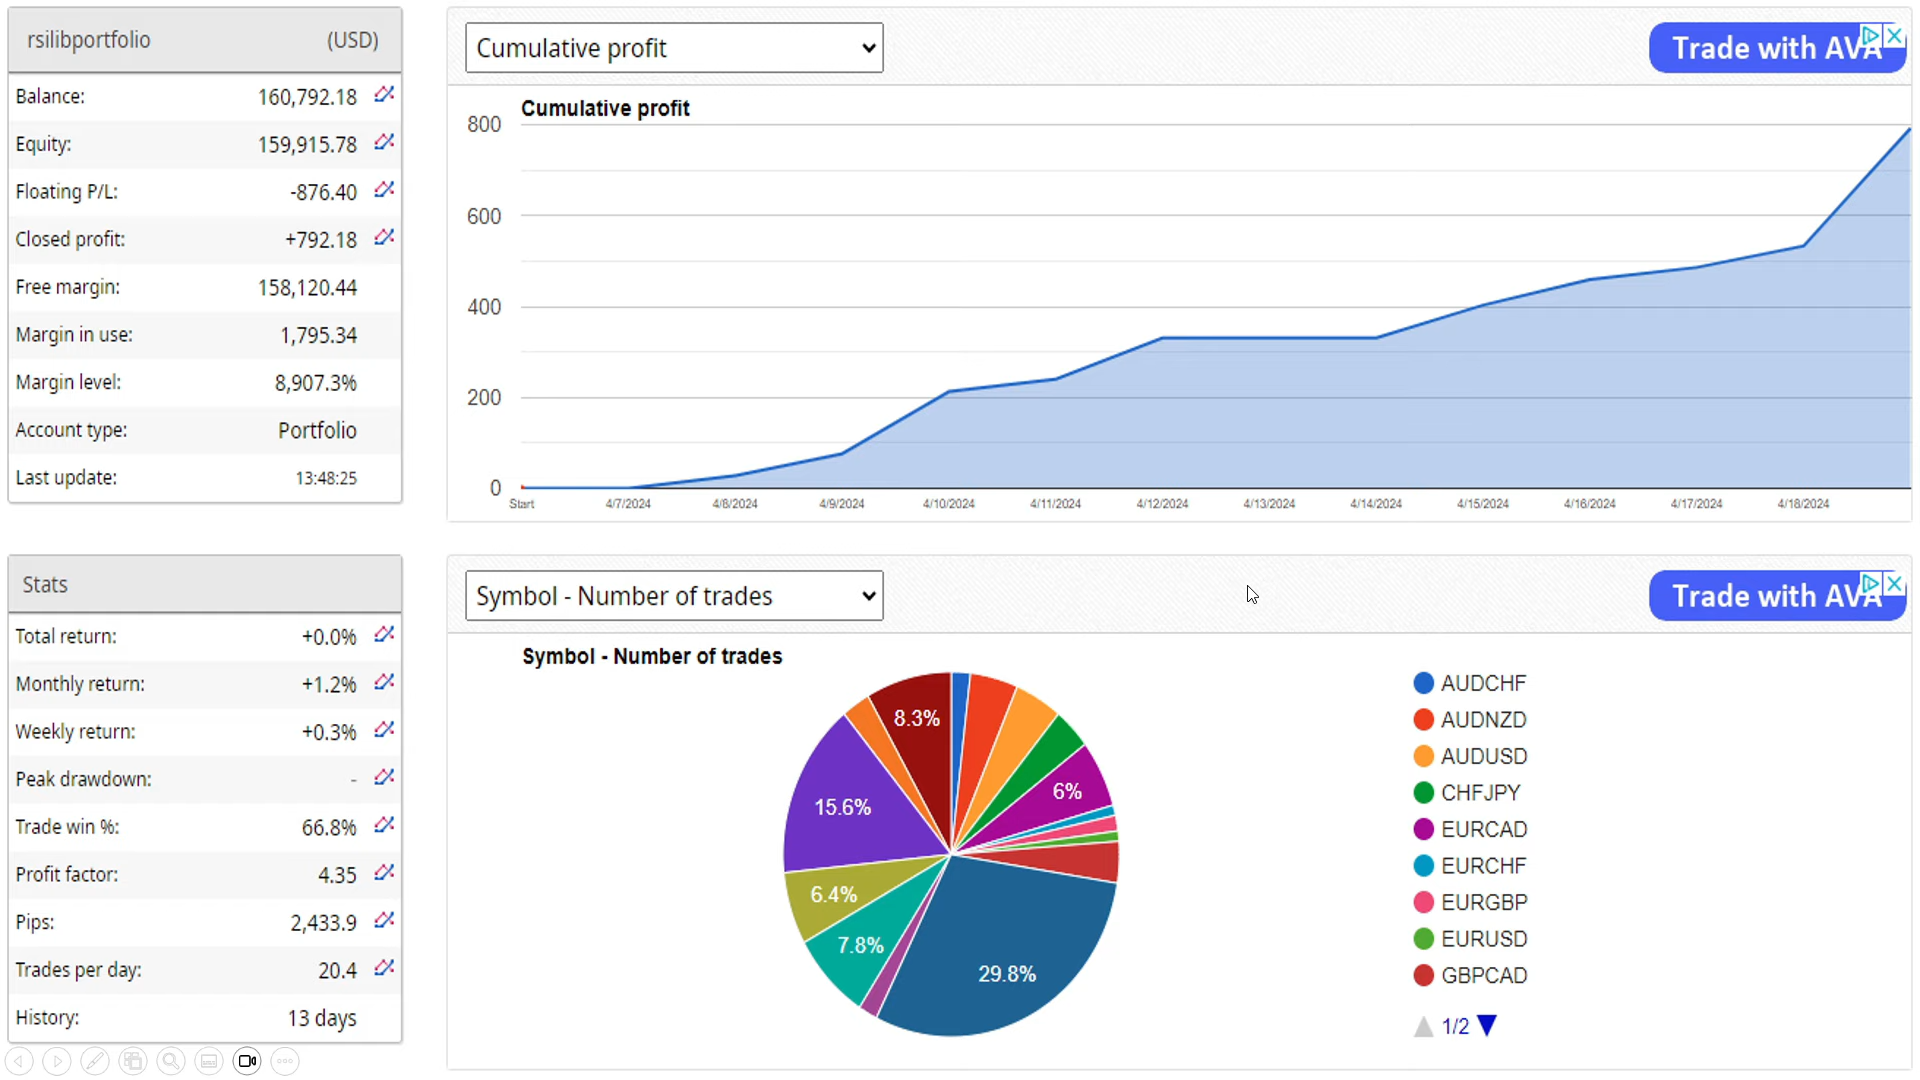 rsilibportfolio (USD)
Balance: 160,792.18
Equity: 159,915.78
Floating P/L: -876.40
Closed profit: +792.18
Free margin: 158,120.44
Margin in use: 1,795.34
Margin level: 8,907.3%
Account type: Portfolio
Last update: 13:48:25
Cumulative profit
Trade with AVA
Cumulative profit
800
600
400
200
0
Start 4/7/2024 4/8/2024 4/9/2024 4/10/2024 4/11/2024 4/12/2024 4/13/2024 4/14/2024 4/15/2024 4/16/2024 4/17/2024 4/18/2024
Stats
Total return: +0.0%
Monthly return: +1.2%
Weekly return: +0.3%
Peak drawdown: -
Trade win %: 66.8%
Profit factor: 4.35
Pips: 2,433.9
Trades per day: 20.4
History: 13 days
Symbol - Number of trades
Trade with AVA
Symbol - Number of trades
8.3%
6%
15.6%
6.4%
7.8%
29.8%
AUDCHF
AUDNZD
AUDUSD
CHFJPY
EURCAD
EURCHF
EURGBP
EURUSD
GBPCAD
1/2